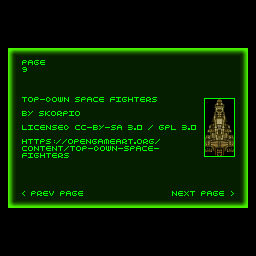 PAGE
9
TOP-DOWN SPACE FIGHTERS
BY SKORPIO
LICENSED CC-BY-SA 3.0 / GPL 3.0
HTTPS://OPENGAMEART.ORG/
CONTENT/TOP-DOWN-SPACE-
FIGHTERS
< PREV PAGE
NEXT PAGE >